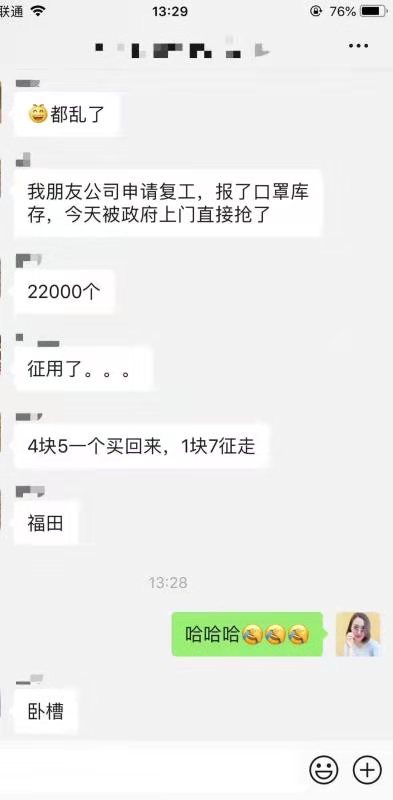 联通
13:29
76%
都乱了
我朋友公司申请复工，报了口罩库
存，今天被政府上门直接抢了
22000个
征用了。。。
4块5一个买回来，1块7征走
福田
13:28
哈哈哈🤣🤣🤣
卧槽